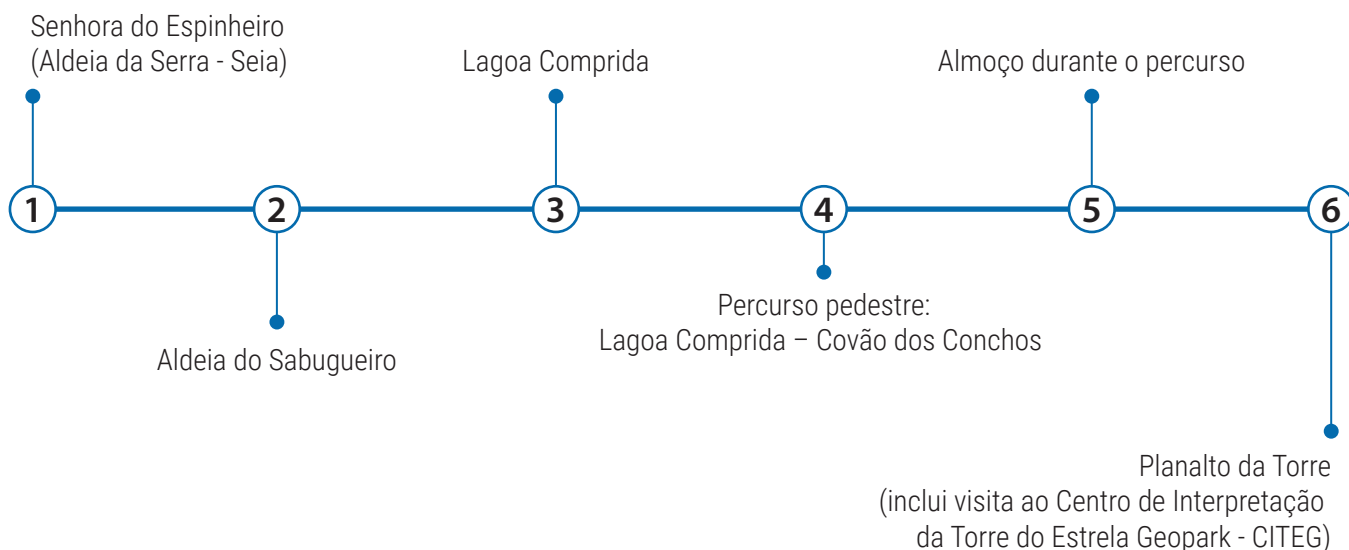 Senhora do Espinheiro
(Aldeia da Serra - Seia)
Lagoa Comprida
Almoço durante o percurso
1
2
3
4
5
6
Percurso pedestre:
Lagoa Comprida – Covão dos Conchos
Aldeia do Sabugueiro
Planalto da Torre
(inclui visita ao Centro de Interpretação
da Torre do Estrela Geopark - CITEG)